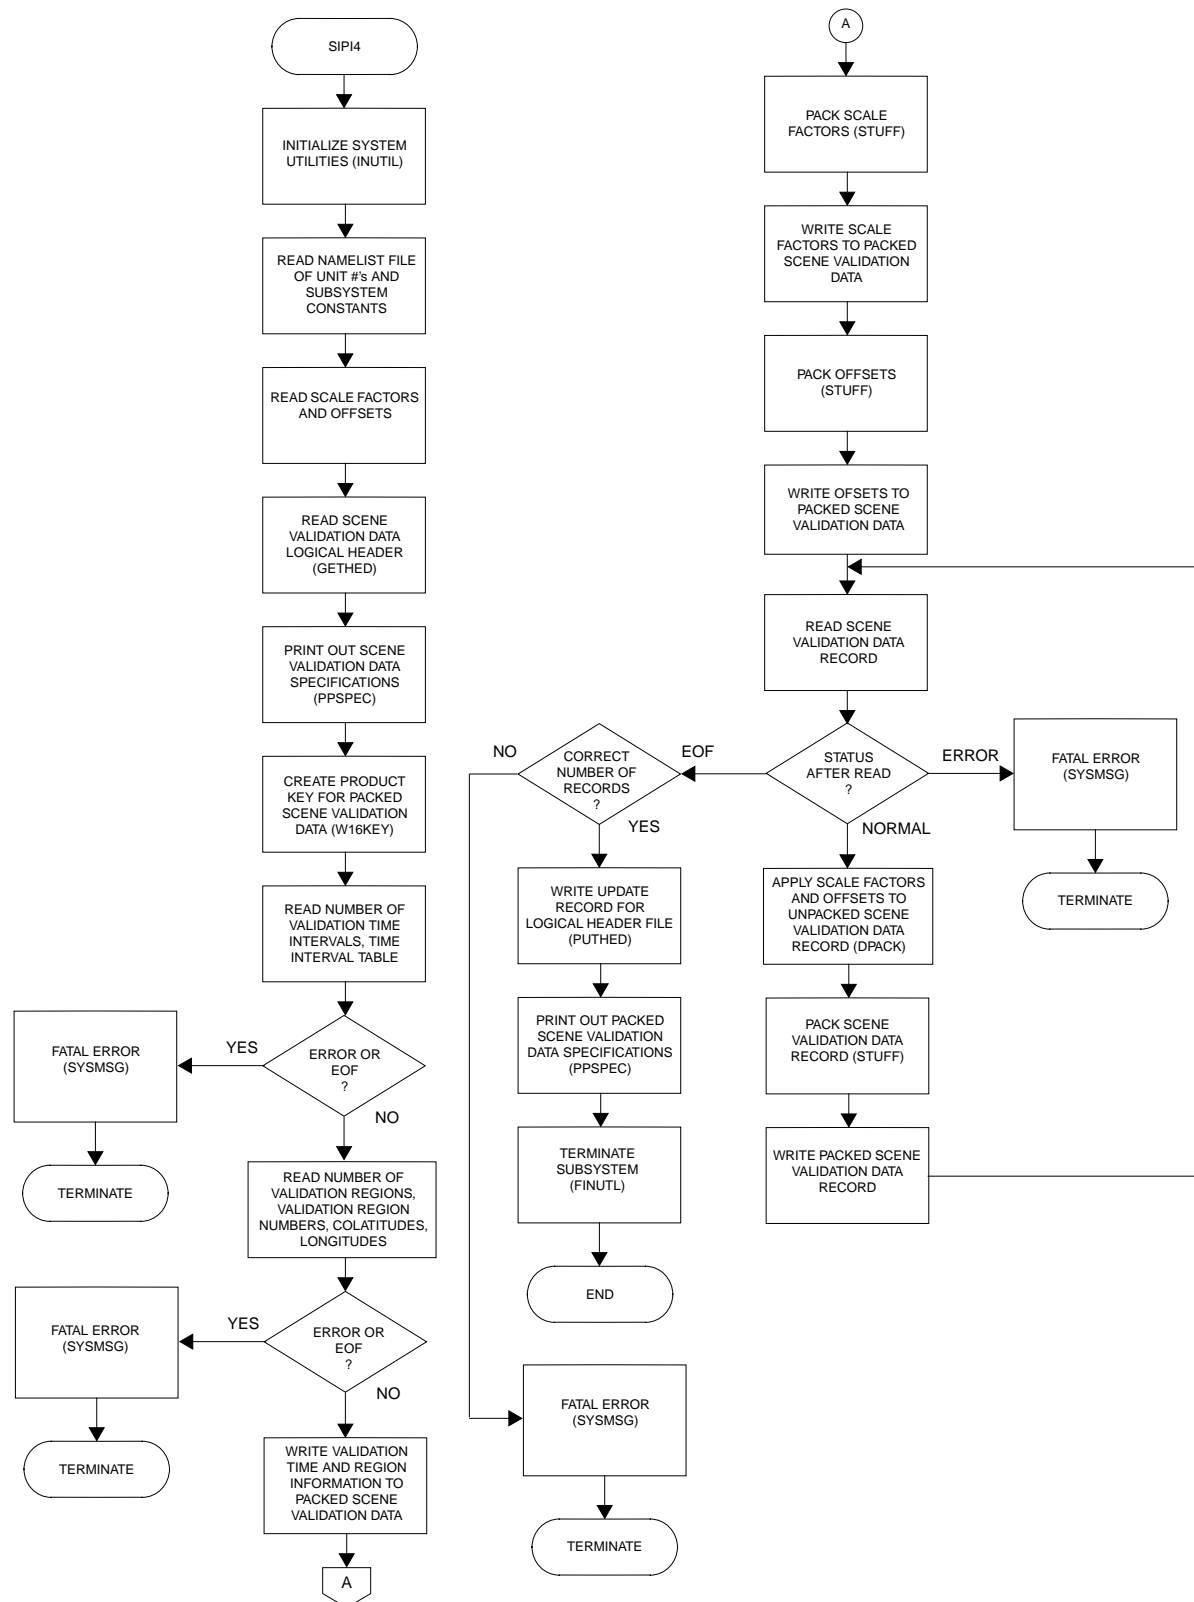 SIPI4
INITIALIZE SYSTEM
UTILITIES (INUTIL)
READ NAMELIST FILE
OF UNIT #'s AND
SUBSYSTEM
CONSTANTS
READ SCALE FACTORS
AND OFFSETS
READ SCENE
VALIDATION DATA
LOGICAL HEADER
(GETHED)
PRINT OUT SCENE
VALIDATION DATA
SPECIFICATIONS
(PPSPEC)
CREATE PRODUCT
KEY FOR PACKED
SCENE VALIDATION
DATA (W16KEY)
READ NUMBER OF
VALIDATION TIME
INTERVALS, TIME
INTERVAL TABLE
ERROR OR
EOF
?
YES
FATAL ERROR
(SYSMSG)
TERMINATE
NO
READ NUMBER OF
VALIDATION REGIONS,
VALIDATION REGION
NUMBERS, COLATITUDES,
LONGITUDES
ERROR OR
EOF
?
YES
FATAL ERROR
(SYSMSG)
TERMINATE
NO
WRITE VALIDATION
TIME AND REGION
INFORMATION TO
PACKED SCENE
VALIDATION DATA
A
A
PACK SCALE
FACTORS (STUFF)
WRITE SCALE
FACTORS TO PACKED
SCENE VALIDATION
DATA
PACK OFFSETS
(STUFF)
WRITE OFSETS TO
PACKED SCENE
VALIDATION DATA
READ SCENE
VALIDATION DATA
RECORD
STATUS
AFTER READ
?
ERROR
FATAL ERROR
(SYSMSG)
TERMINATE
NORMAL
APPLY SCALE FACTORS
AND OFFSETS TO
UNPACKED SCENE
VALIDATION DATA
RECORD (DPACK)
PACK SCENE
VALIDATION DATA
RECORD (STUFF)
WRITE PACKED SCENE
VALIDATION DATA
RECORD
EOF
CORRECT
NUMBER OF
RECORDS
?
YES
WRITE UPDATE
RECORD FOR
LOGICAL HEADER FILE
(PUTHED)
PRINT OUT PACKED
SCENE VALIDATION
DATA SPECIFICATIONS
(PPSPEC)
TERMINATE
SUBSYSTEM
(FINUTL)
END
NO
FATAL ERROR
(SYSMSG)
TERMINATE